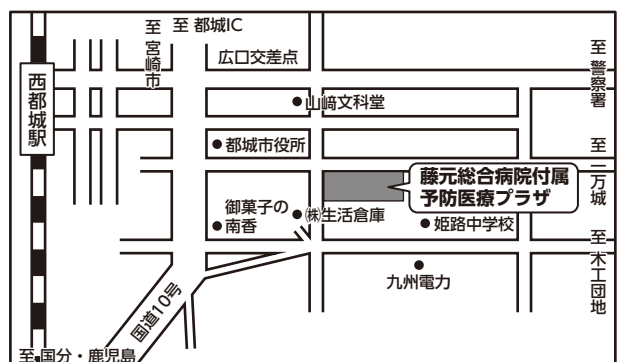 至 宮崎市
至 都城IC
広口交差点
至 警察署
西都城駅
山﨑文科堂
都城市役所
至 一万城
藤元総合病院付属
予防医療プラザ
御菓子の
南香
㈱生活倉庫
姫路中学校
至 木工団地
九州電力
国道10号
至 国分・鹿児島